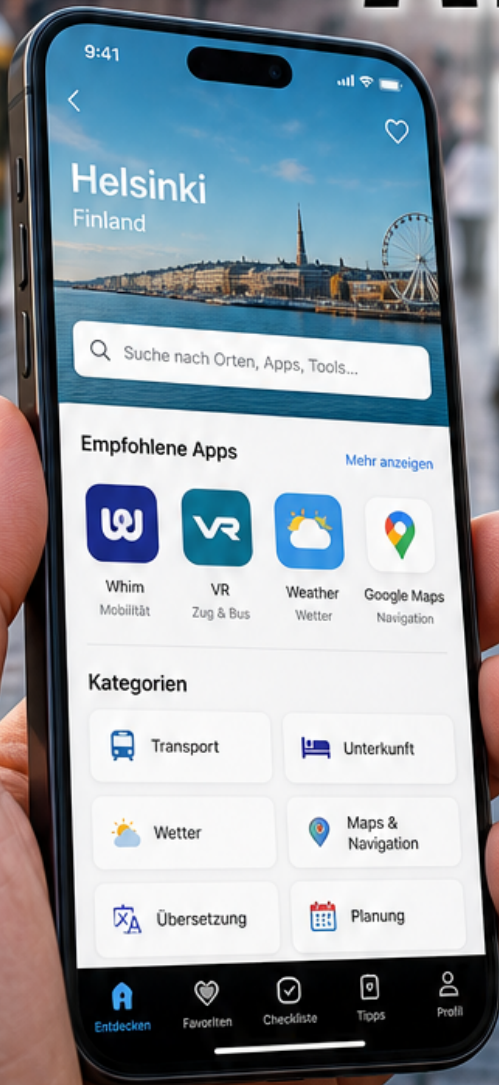 9:41
Helsinki
Finland
Suche nach Orten, Apps, Tools...
Empfohlene Apps
Mehr anzeigen
VR
Whim
VR
Weather
Google Maps
Mobilität
Zug & Bus
Wetter
Navigation
Kategorien
Transport
Unterkunft
Wetter
Maps &
Navigation
Übersetzung
Planung
Entdecken
Favoriten
Checkliste
Tipps
Profil